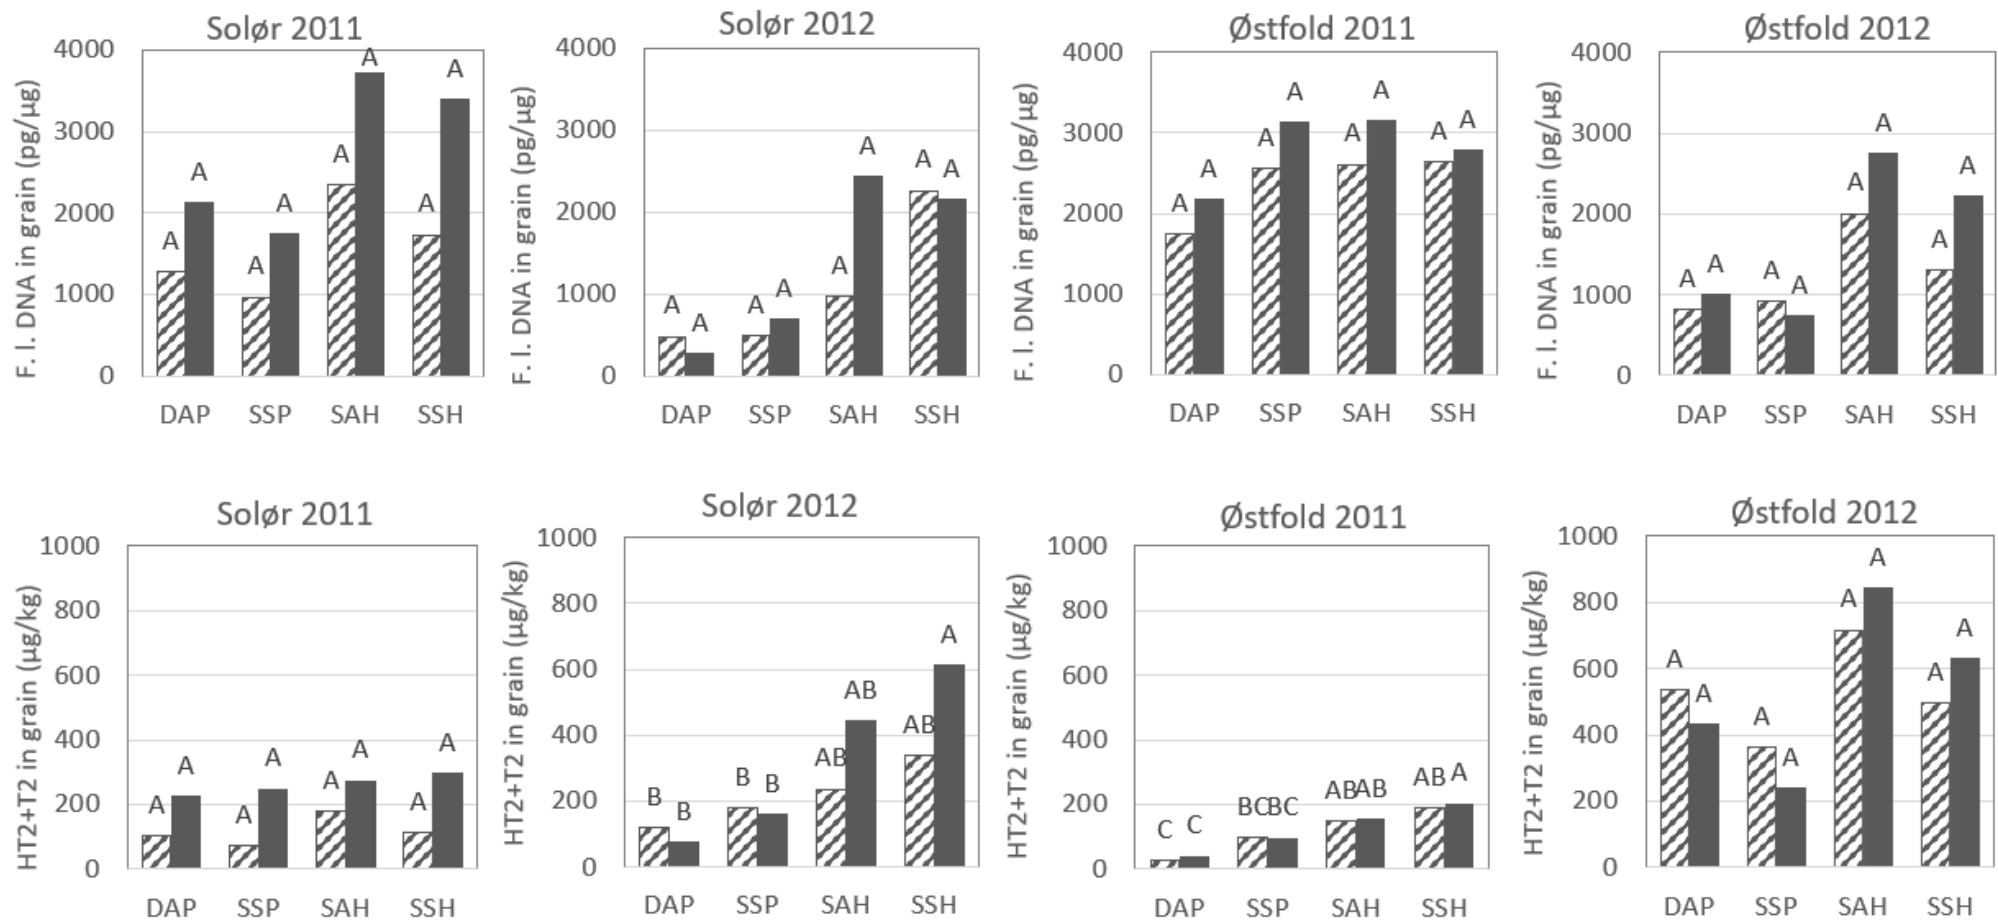 Solør 2011
F. l. DNA in grain (pg/µg)
4000
3000
2000
1000
0
A A A A A A A A
DAP SSP SAH SSH
Solør 2012
F. l. DNA in grain (pg/µg)
4000
3000
2000
1000
0
A A A A A A A A
DAP SSP SAH SSH
Østfold 2011
F. l. DNA in grain (pg/µg)
4000
3000
2000
1000
0
A A A A A A A A
DAP SSP SAH SSH
Østfold 2012
F. l. DNA in grain (pg/µg)
4000
3000
2000
1000
0
A A A A A A A A
DAP SSP SAH SSH
Solør 2011
HT2+T2 in grain (µg/kg)
1000
800
600
400
200
0
A A A A A A A A
DAP SSP SAH SSH
Solør 2012
HT2+T2 in grain (µg/kg)
1000
800
600
400
200
0
B B B B AB AB AB A
DAP SSP SAH SSH
Østfold 2011
HT2+T2 in grain (µg/kg)
1000
800
600
400
200
0
C C BC BC AB AB AB A
DAP SSP SAH SSH
Østfold 2012
HT2+T2 in grain (µg/kg)
1000
800
600
400
200
0
A A A A A A A A
DAP SSP SAH SSH